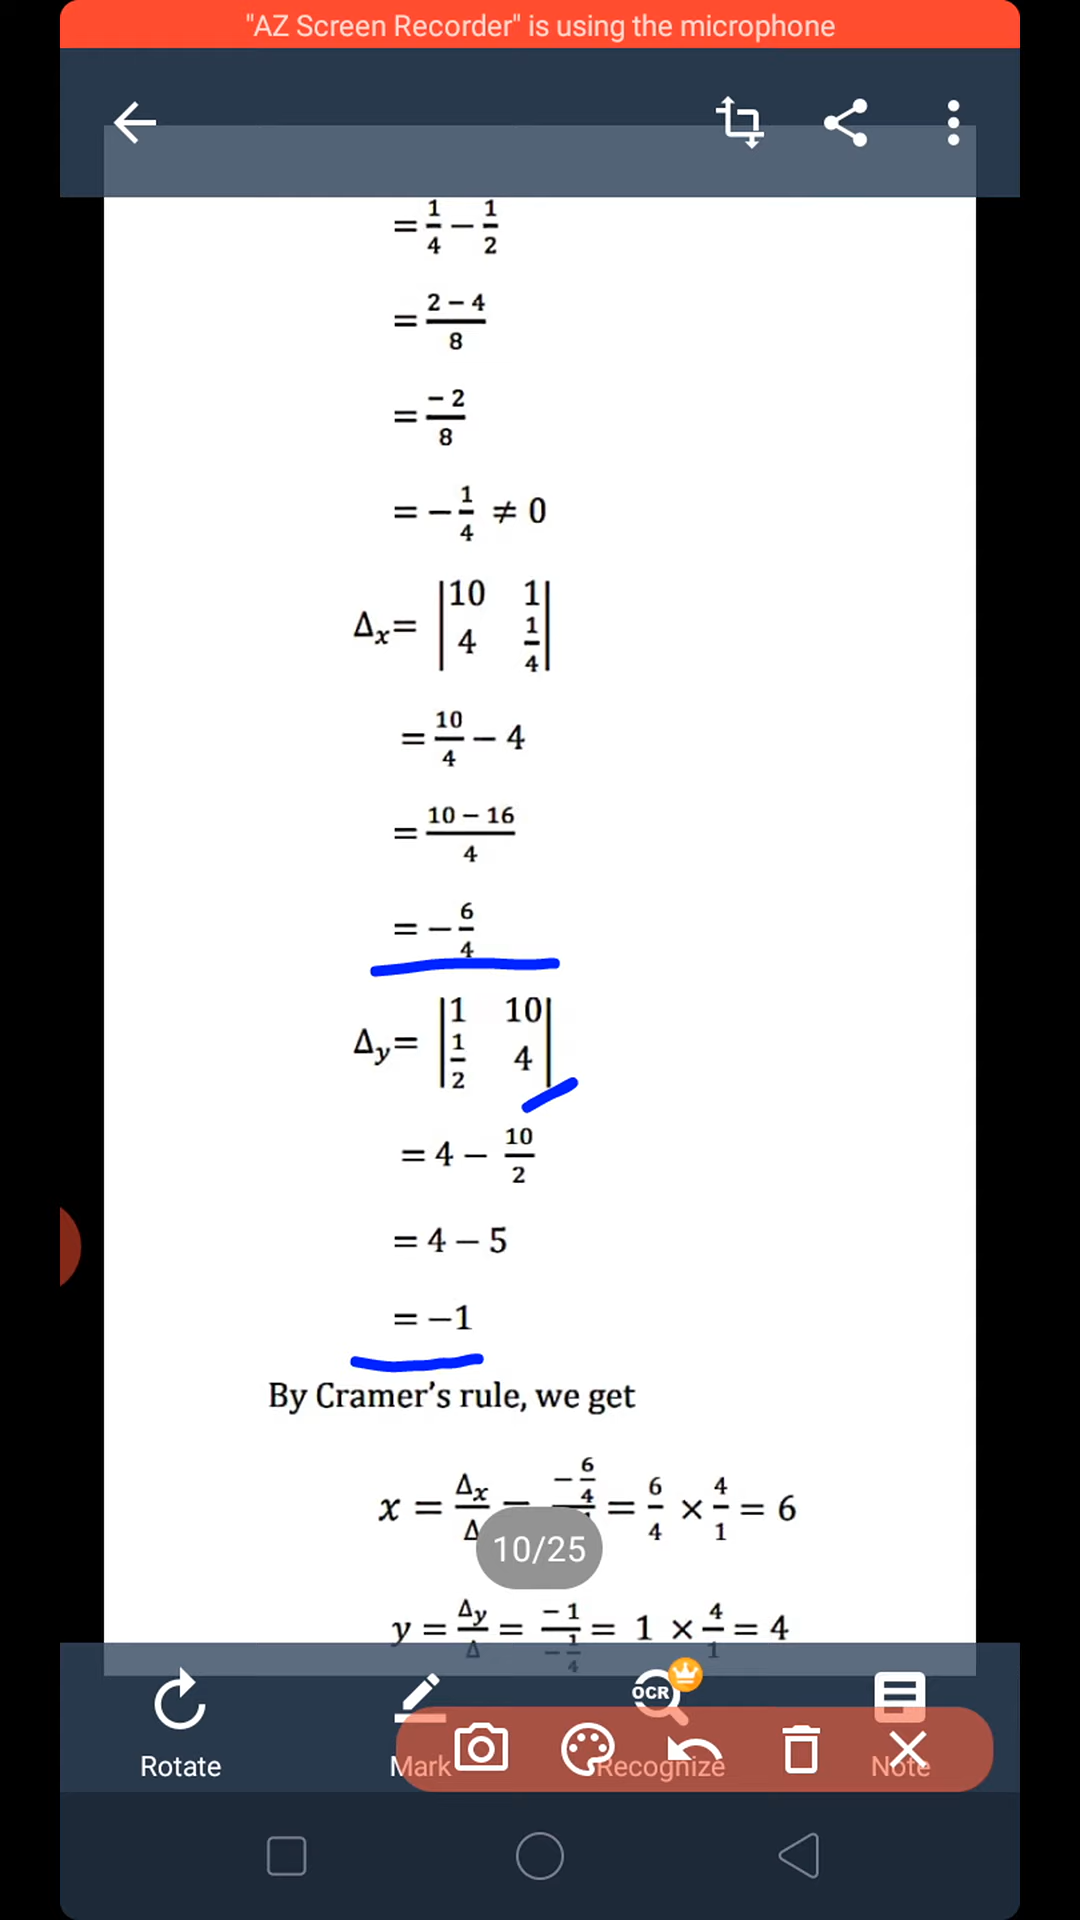 "AZ Screen Recorder" is using the microphone
= 1/4 − 1/2
= (2 − 4)/8
= −2/8
= −1/4 ≠ 0
Δx= |10 1|
|4 1/4|
= 10/4 − 4
= (10 − 16)/4
= −6/4
Δy= |1 10|
|1/2 4|
= 4 − 10/2
= 4 − 5
= −1
By Cramer's rule, we get
x = Δx/Δ = −6/4 = 6/4 × 4/1 = 6
10/25
y = Δy/Δ = −1/(−1/4) = 1 × 4/1 = 4
OCR
Rotate Mark Recognize Note